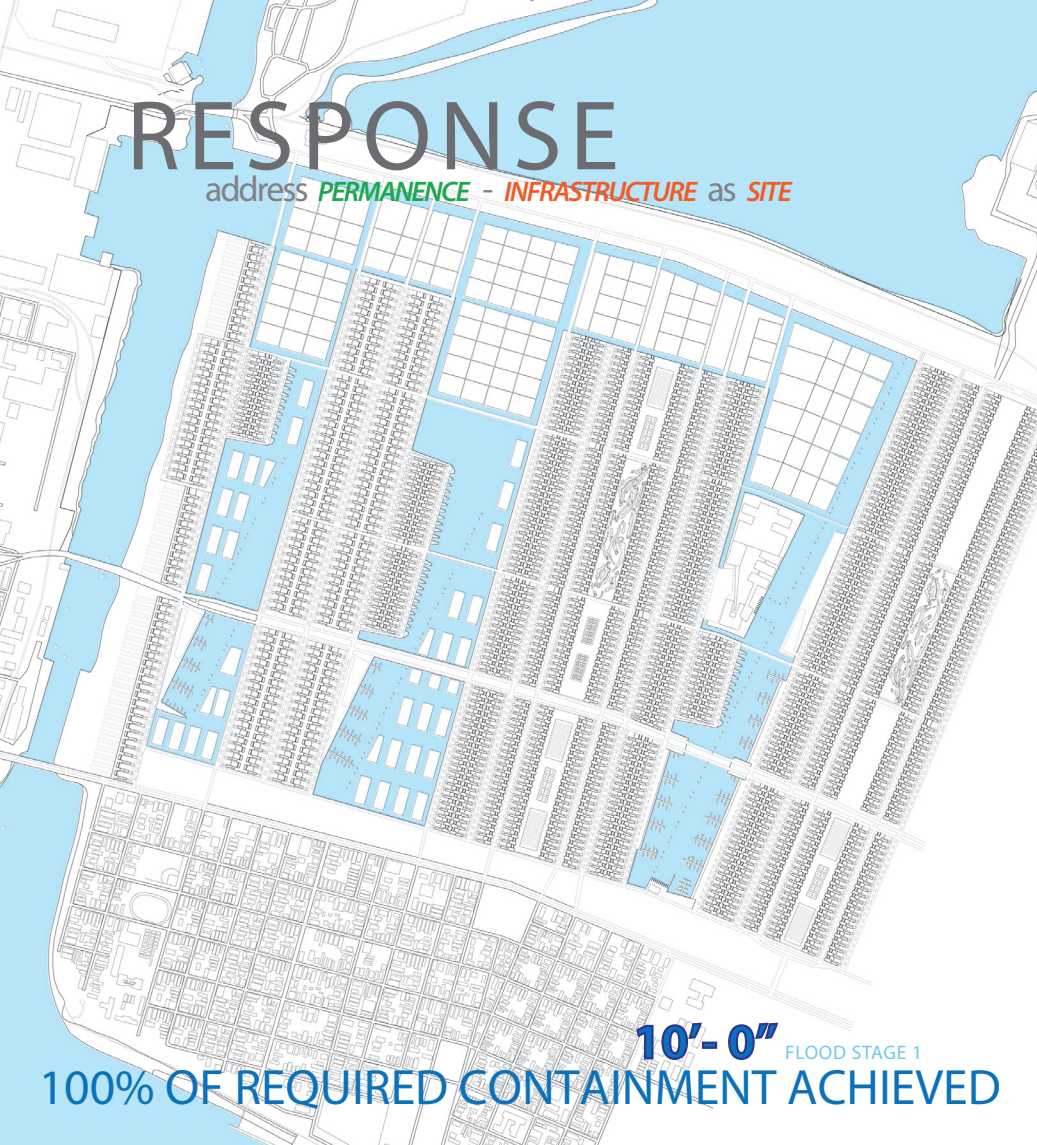 RESPONSE
address PERMANENCE - INFRASTRUCTURE as SITE
10'- 0" FLOOD STAGE 1
100% OF REQUIRED CONTAINMENT ACHIEVED